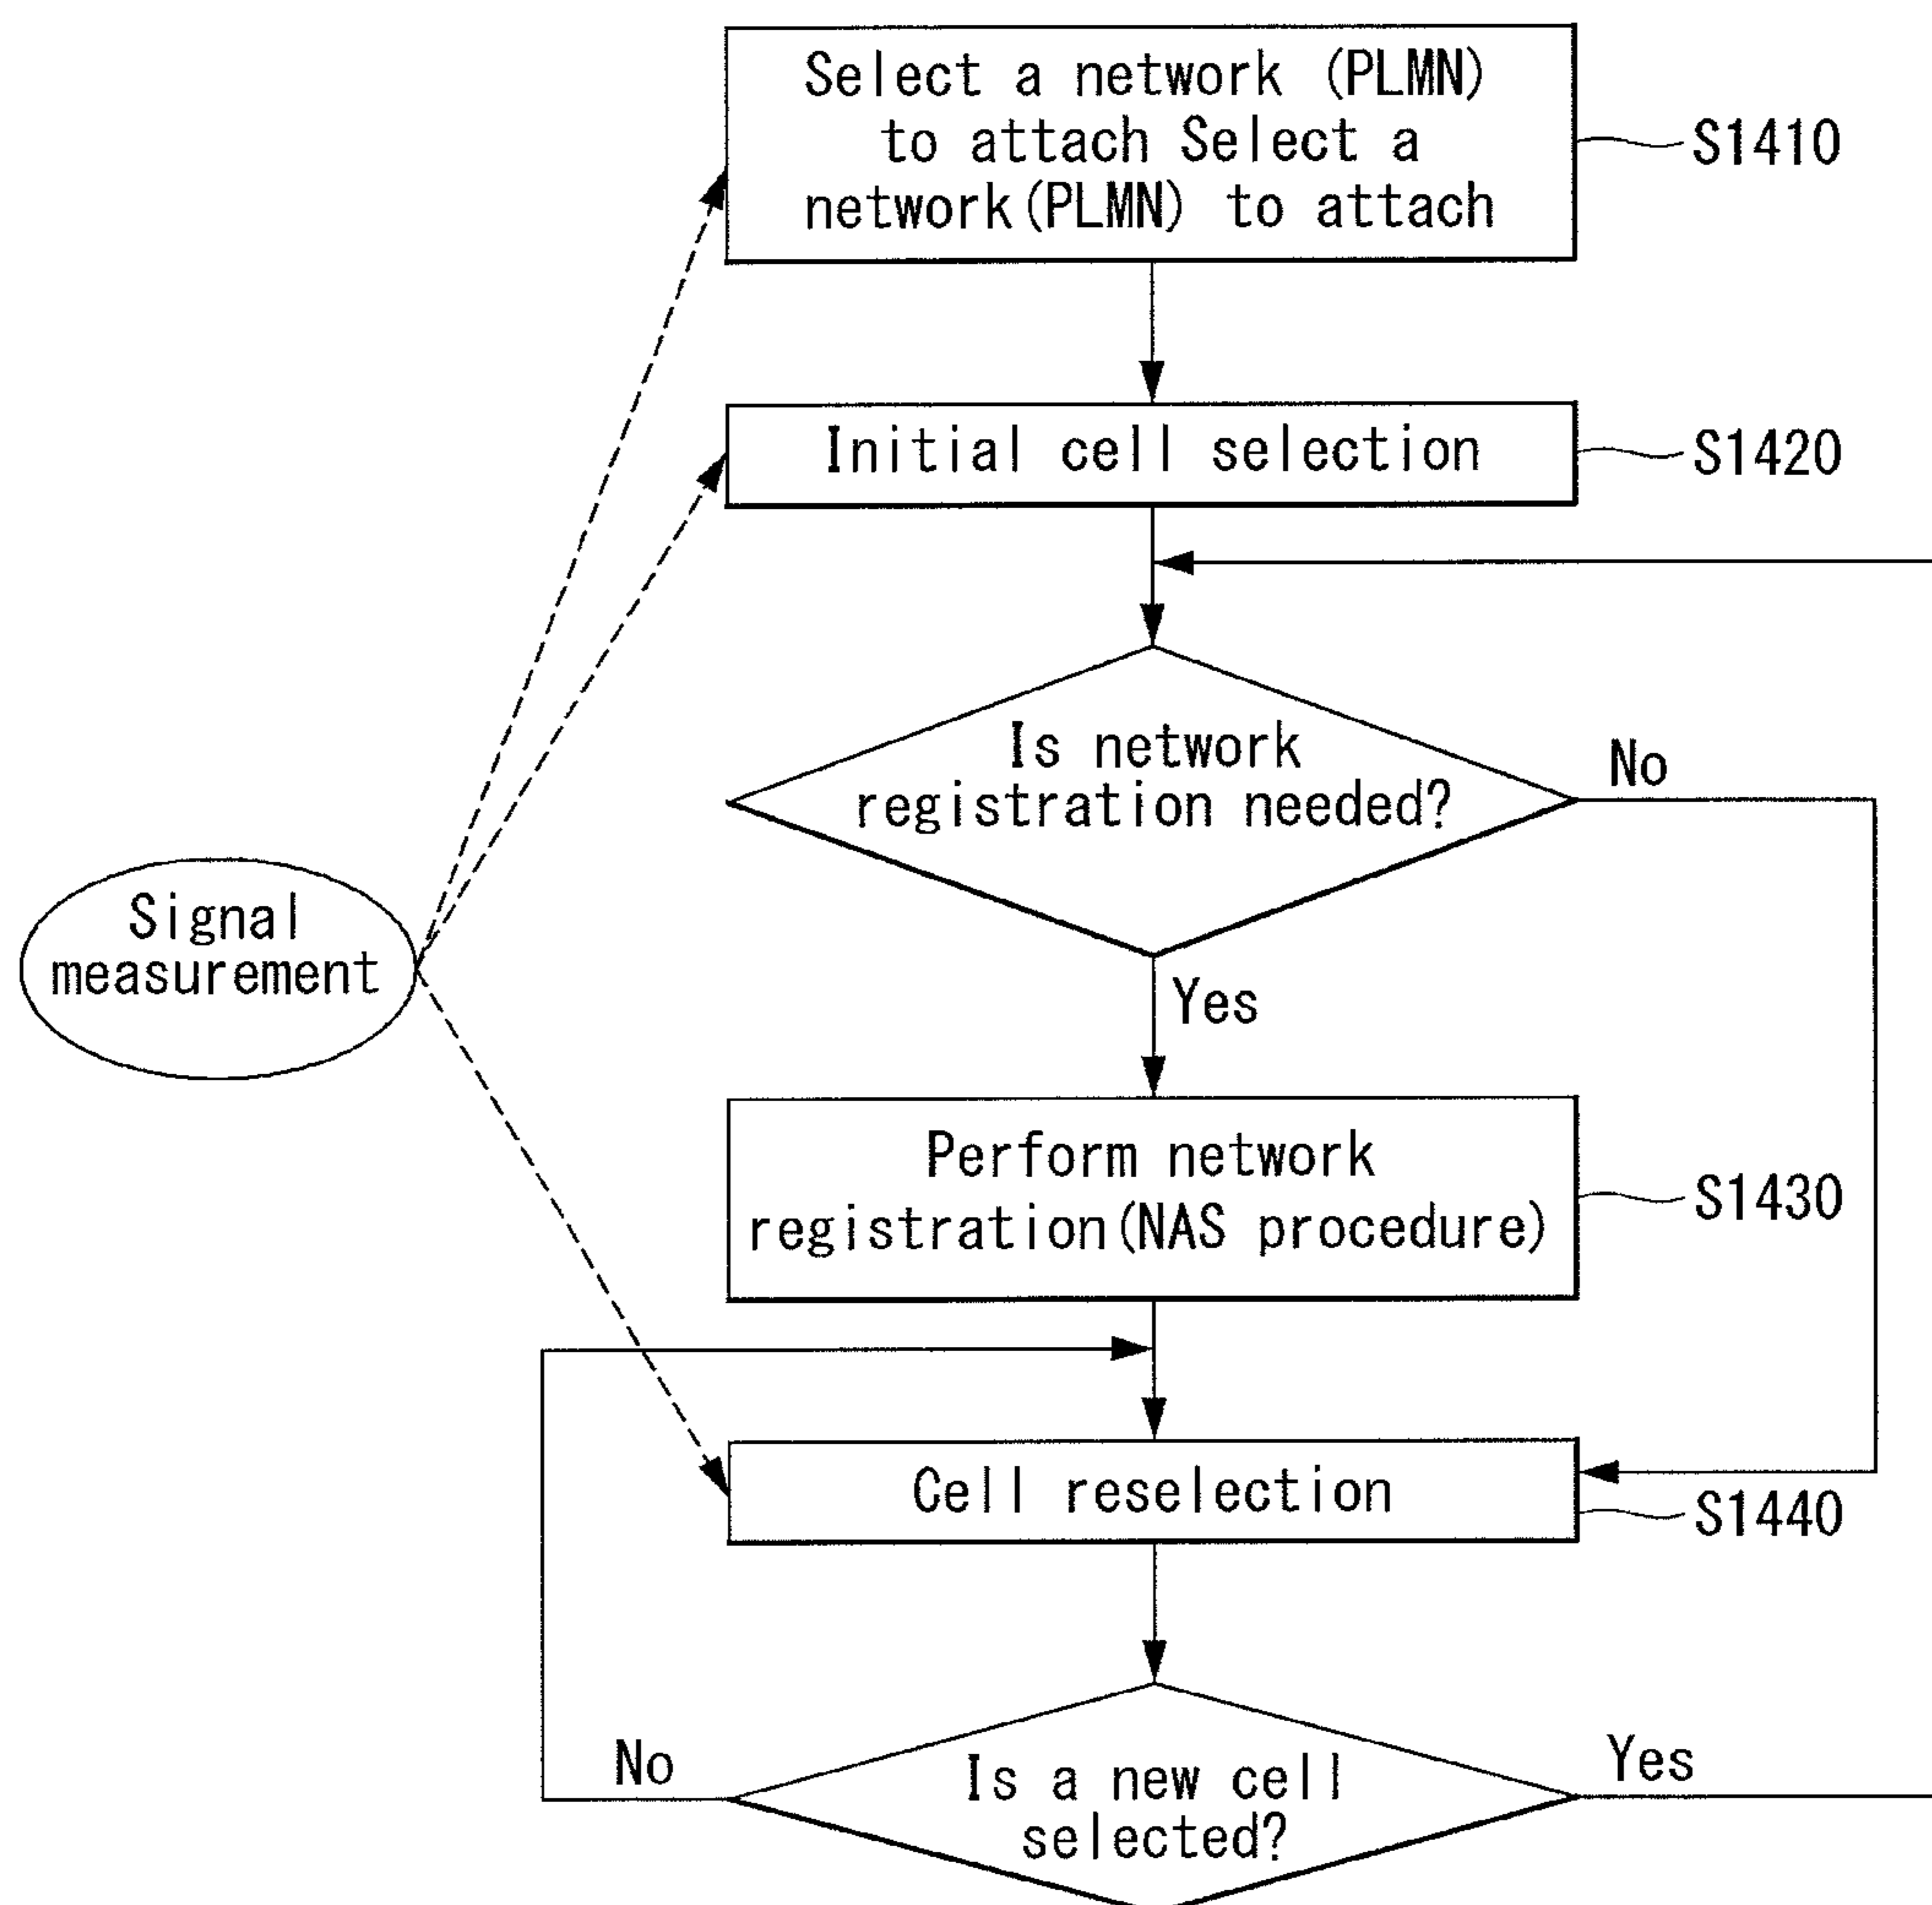 Select a network (PLMN)
to attach Select a
network(PLMN) to attach
S1410
Initial cell selection
S1420
Is network
registration needed?
No
Signal
measurement
Yes
Perform network
registration(NAS procedure)
S1430
Cell reselection
S1440
No
Is a new cell
selected?
Yes